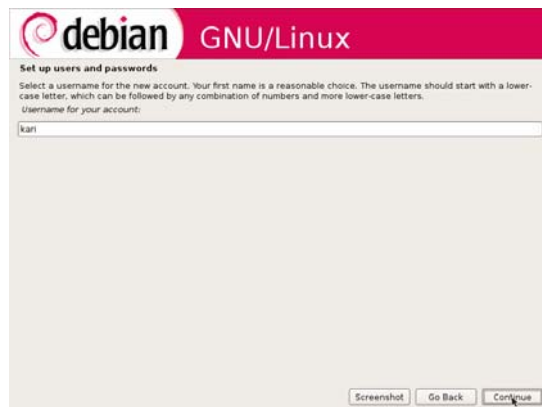 debian GNU/Linux
Set up users and passwords
Select a username for the new account. Your first name is a reasonable choice. The username should start with a lower-
case letter, which can be followed by any combination of numbers and more lower-case letters.
Username for your account:
kari
Screenshot Go Back Continue